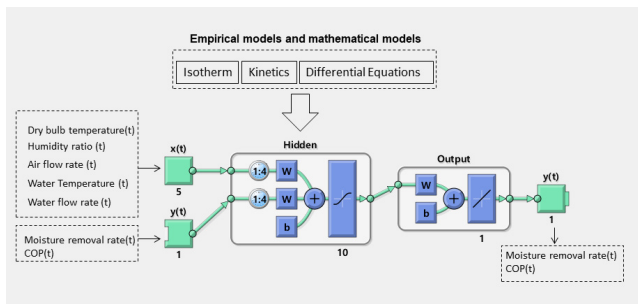 Empirical models and mathematical models
Isotherm Kinetics Differential Equations
Dry bulb temperature(t)
Humidity ratio (t)
Air flow rate (t)
Water Temperature (t)
Water flow rate (t)
x(t)
5
Hidden
1:4 W
1:4 W
+
b
10
Output
W
+
b
1
y(t)
1
Moisture removal rate(t)
COP(t)
y(t)
1
Moisture removal rate(t)
COP(t)